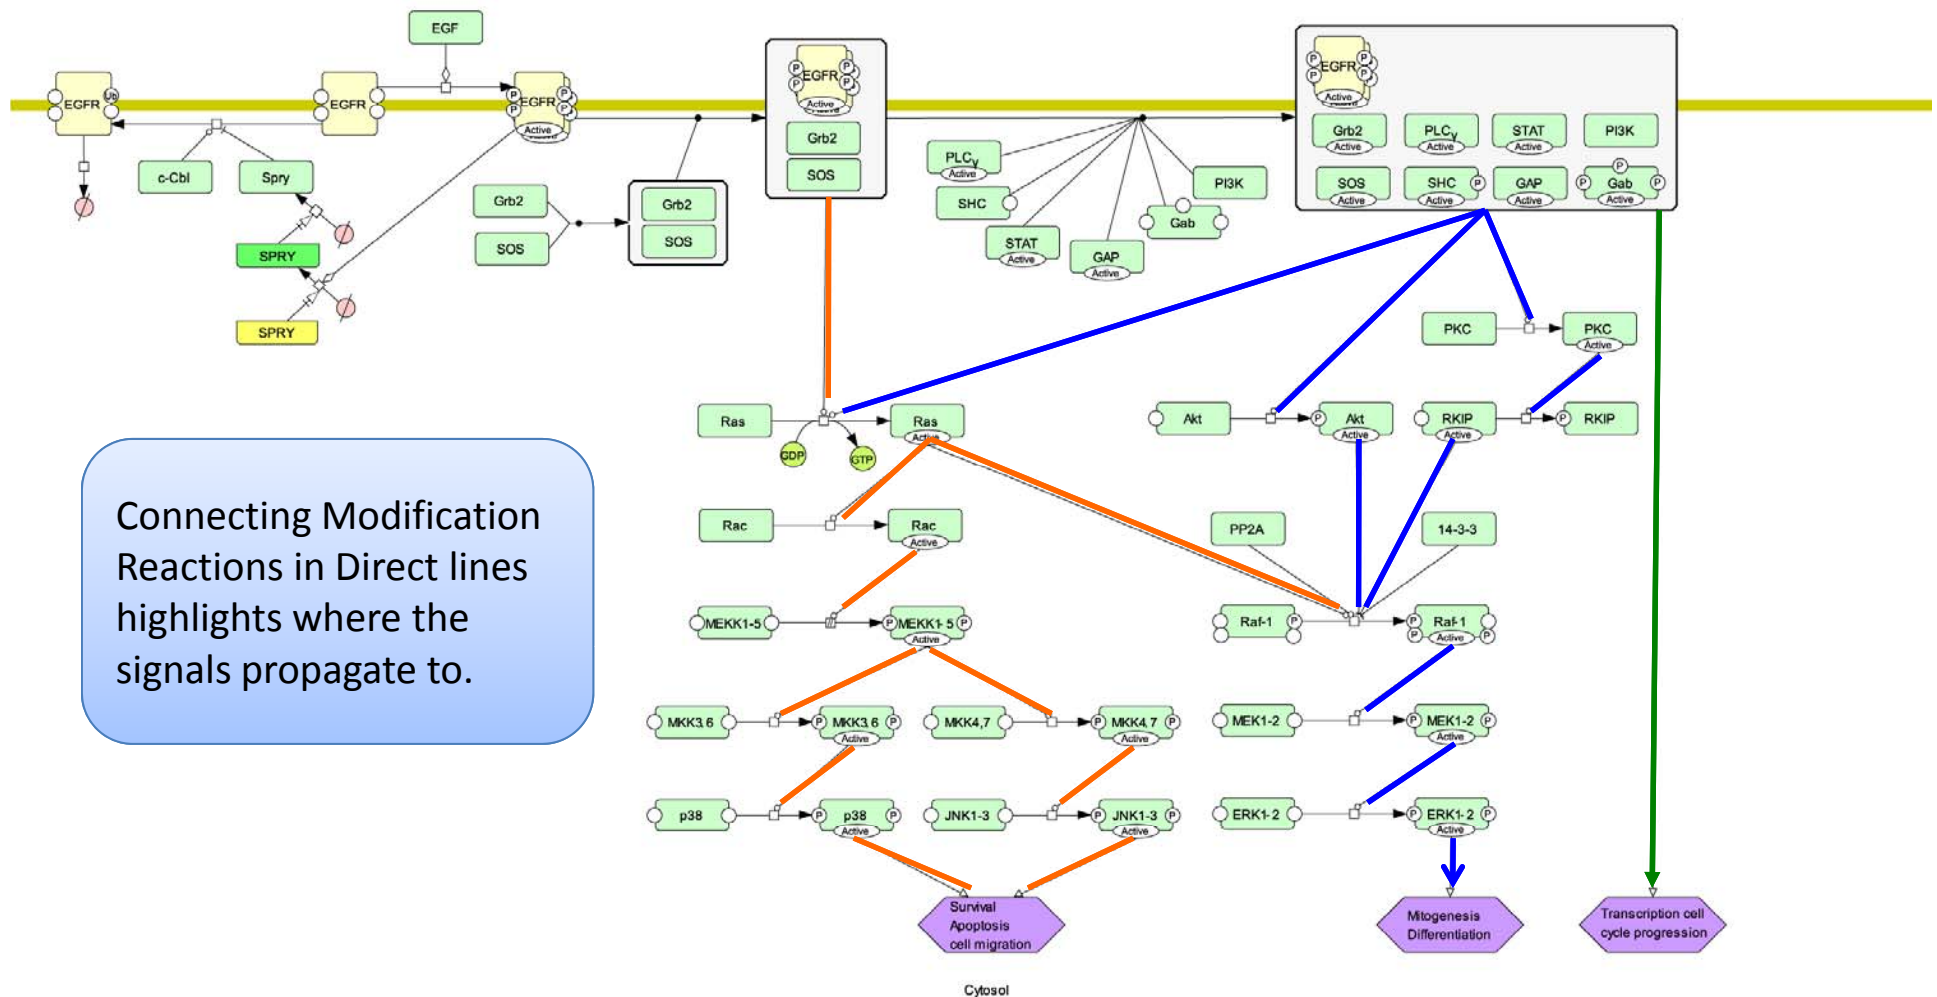 EGF
EGFR
Ub
EGFR
P
P
EGFR
P
P
Active
P
P
EGFR
P
P
Active
Grb2
SOS
P
P
EGFR
P
P
Active
Grb2
Active
PLCγ
Active
STAT
Active
PI3K
SOS
Active
SHC
P
Active
GAP
Active
P
P
Gab
P
Active
c-Cbl
Spry
SPRY
SPRY
Grb2
SOS
Grb2
SOS
PLCγ
Active
SHC
STAT
Active
GAP
Active
Gab
PI3K
PKC
PKC
Active
Ras
Ras
Active
GDP
GTP
Akt
P
Akt
Active
RKIP
Active
P
RKIP
Connecting Modification
Reactions in Direct lines
highlights where the
signals propagate to.
Rac
Rac
Active
PP2A
14-3-3
MEKK1-5
P
MEKK1-5
P
Active
Raf-1
P
P
Raf-1
P
Active
MKK3,6
P
MKK3,6
P
Active
MKK4,7
P
MKK4,7
P
Active
MEK1-2
P
MEK1-2
P
Active
p38
P
p38
P
Active
JNK1-3
P
JNK1-3
P
Active
ERK1-2
P
ERK1-2
P
Active
Survival
Apoptosis
cell migration
Mitogenesis
Differentiation
Transcription cell
cycle progression
Cytosol